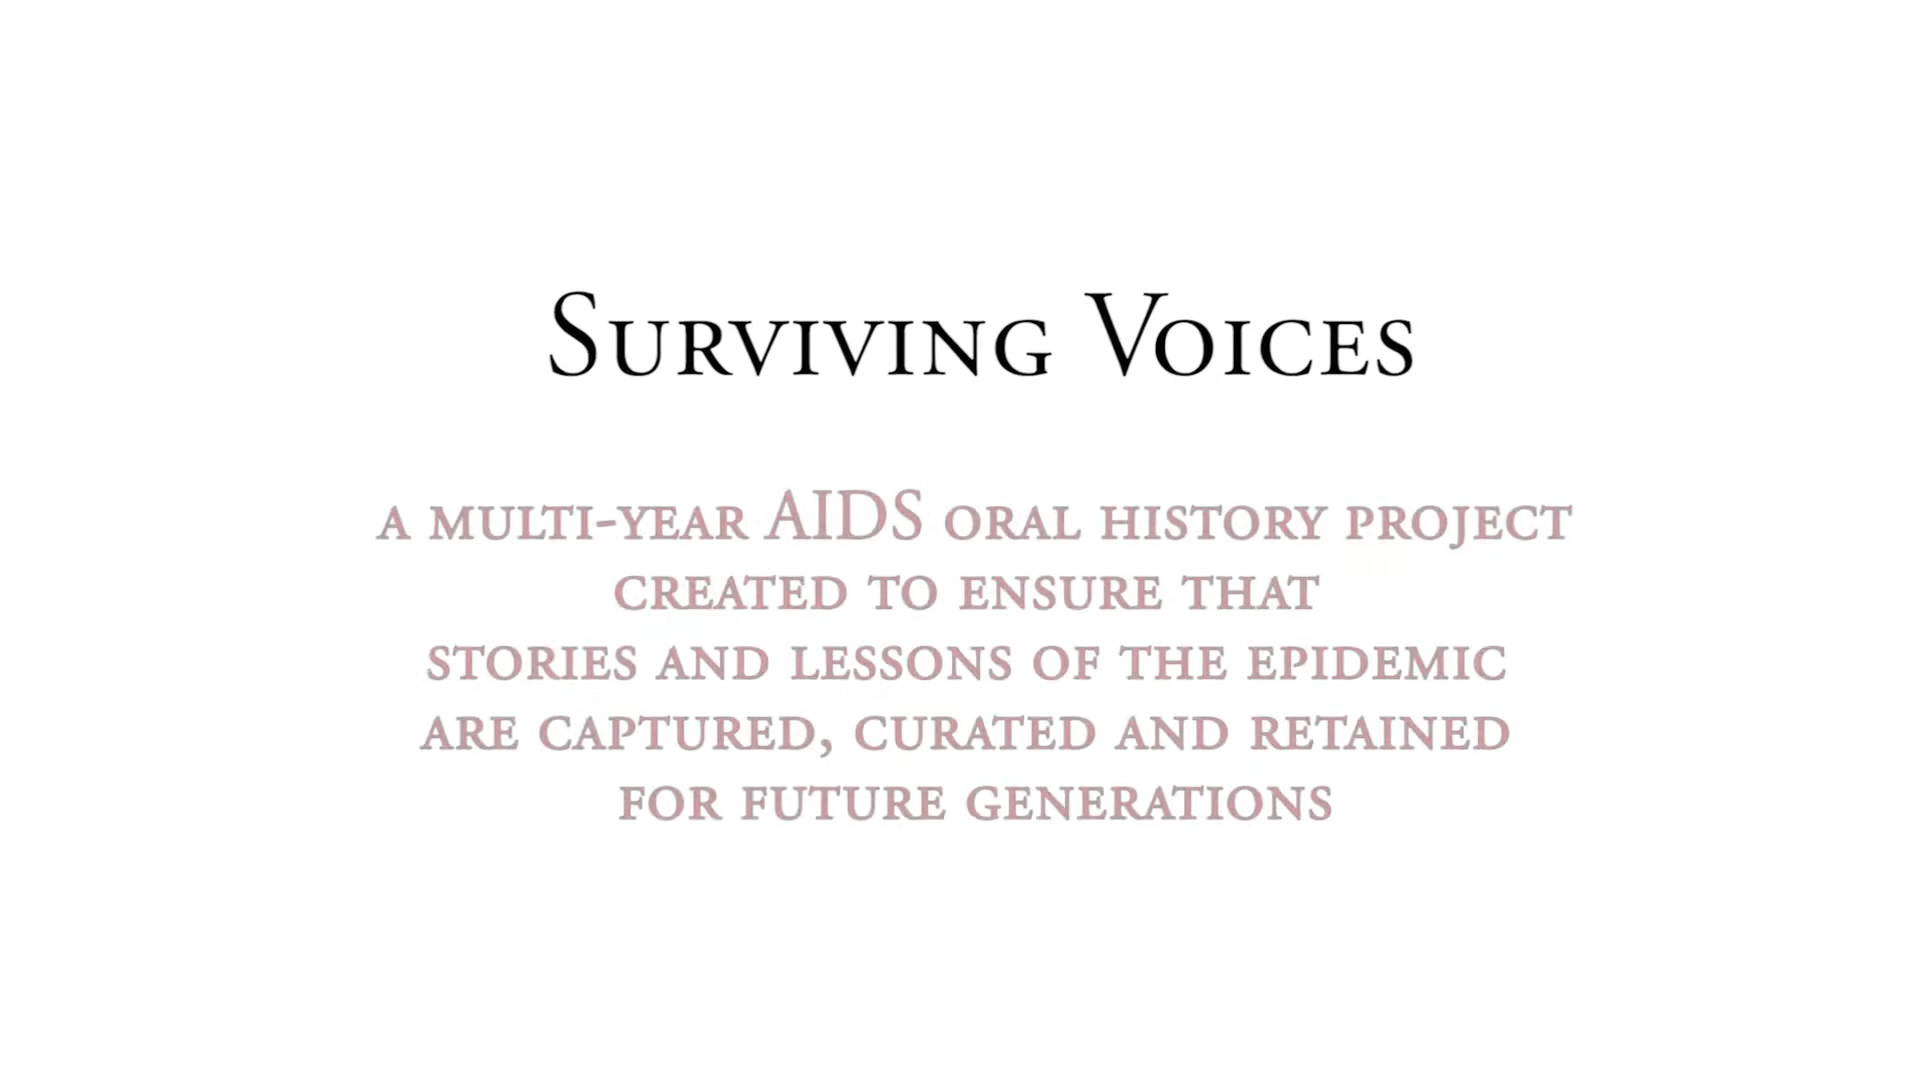 Surviving Voices
a multi-year AIDS oral history project
created to ensure that
stories and lessons of the epidemic
are captured, curated and retained
for future generations